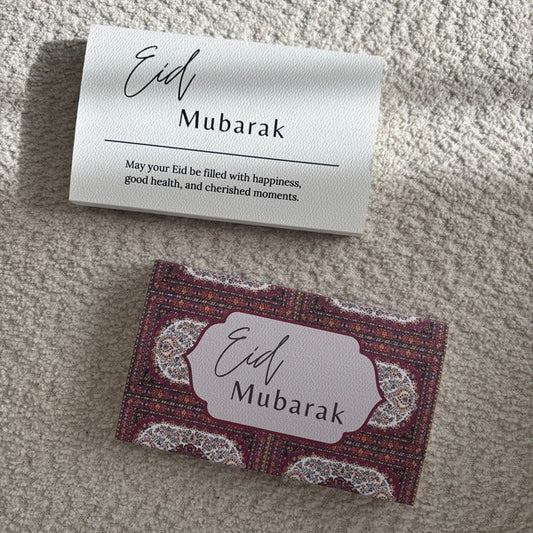 Eid
Mubarak
May your Eid be filled with happiness,
good health, and cherished moments.
Eid
Mubarak